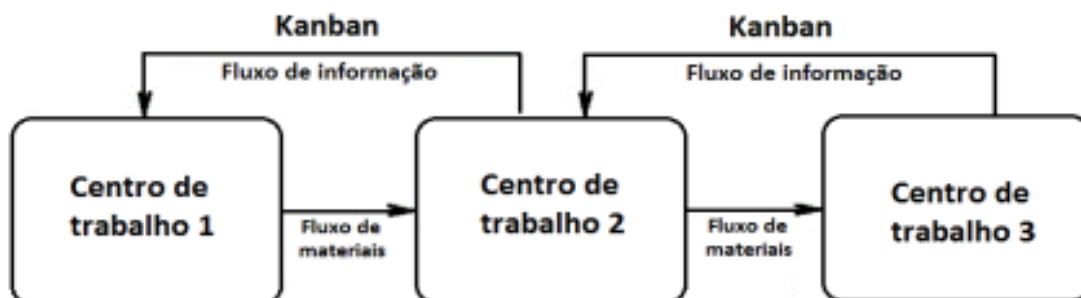 Kanban
Kanban
Fluxo de informação
Fluxo de informação
Centro de
trabalho 1
Fluxo de
materiais
Centro de
trabalho 2
Fluxo de
materiais
Centro de
trabalho 3